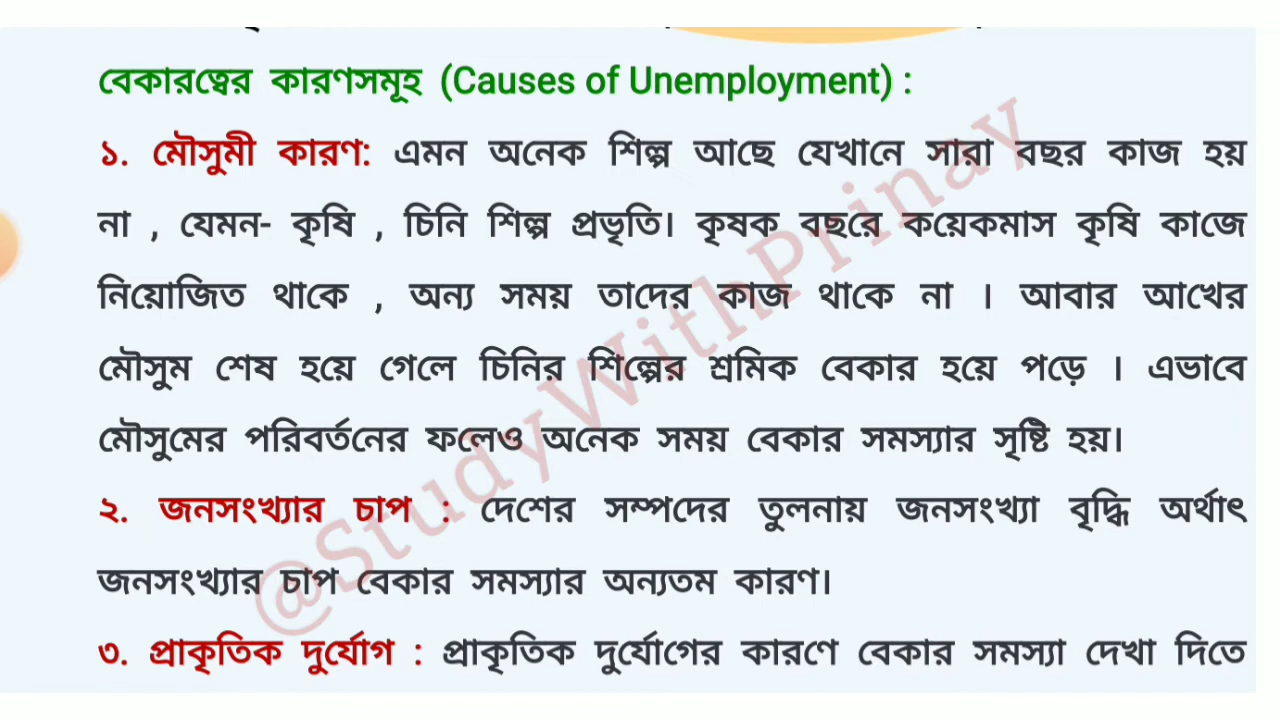 বেকারত্বের কারণসমূহ (Causes of Unemployment) :
১. মৌসুমী কারণ: এমন অনেক শিল্প আছে যেখানে সারা বছর কাজ হয়
না , যেমন- কৃষি , চিনি শিল্প প্রভৃতি। কৃষক বছরে কয়েকমাস কৃষি কাজে
নিয়োজিত থাকে , অন্য সময় তাদের কাজ থাকে না । আবার আখের
মৌসুম শেষ হয়ে গেলে চিনির শিল্পের শ্রমিক বেকার হয়ে পড়ে । এভাবে
মৌসুমের পরিবর্তনের ফলেও অনেক সময় বেকার সমস্যার সৃষ্টি হয়।
২. জনসংখ্যার চাপ : দেশের সম্পদের তুলনায় জনসংখ্যা বৃদ্ধি অর্থাৎ
জনসংখ্যার চাপ বেকার সমস্যার অন্যতম কারণ।
৩. প্রাকৃতিক দুর্যোগ : প্রাকৃতিক দুর্যোগের কারণে বেকার সমস্যা দেখা দিতে
@StudyWithPrinay